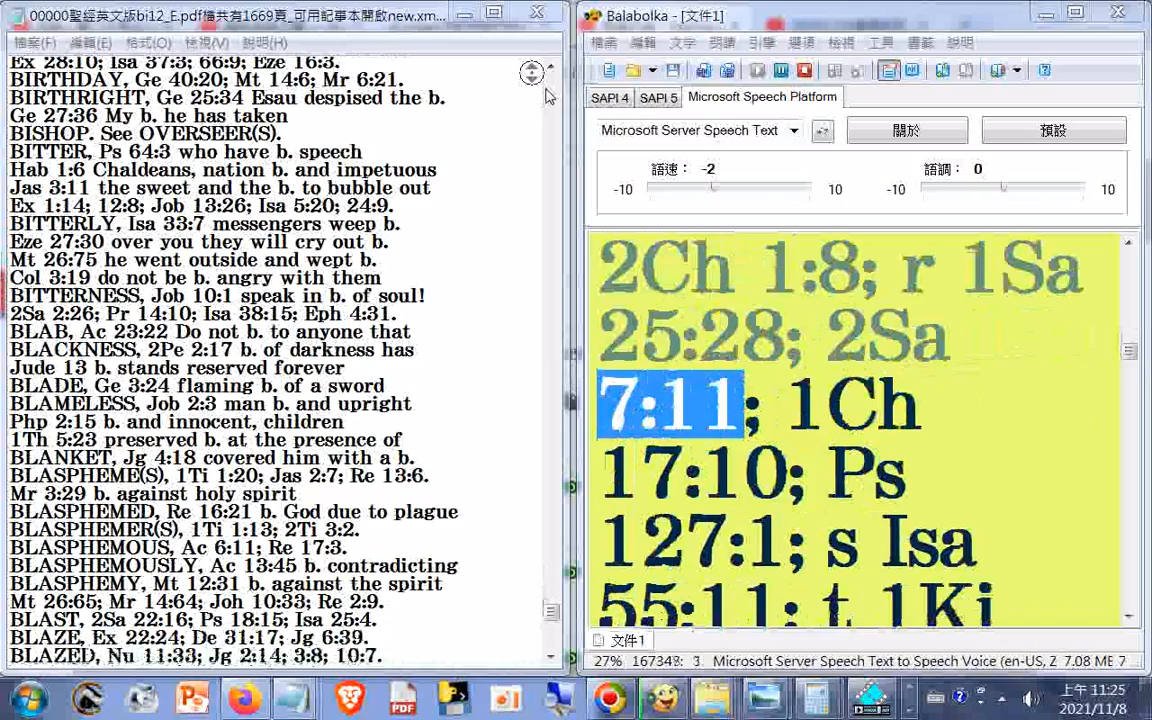 00000聖經英文版bi12_E.pdf檔共有1669頁_可用記事本開啟new.xm...
檔案(F) 編輯(E) 格式(O) 檢視(V) 說明(H)
Ex 28:10; Isa 37:3; 66:9; Eze 16:3.
BIRTHDAY, Ge 40:20; Mt 14:6; Mr 6:21.
BIRTHRIGHT, Ge 25:34 Esau despised the b.
Ge 27:36 My b. he has taken
BISHOP. See OVERSEER(S).
BITTER, Ps 64:3 who have b. speech
Hab 1:6 Chaldeans, nation b. and impetuous
Jas 3:11 the sweet and the b. to bubble out
Ex 1:14; 12:8; Job 13:26; Isa 5:20; 24:9.
BITTERLY, Isa 33:7 messengers weep b.
Eze 27:30 over you they will cry out b.
Mt 26:75 he went outside and wept b.
Col 3:19 do not be b. angry with them
BITTERNESS, Job 10:1 speak in b. of soul!
2Sa 2:26; Pr 14:10; Isa 38:15; Eph 4:31.
BLAB, Ac 23:22 Do not b. to anyone that
BLACKNESS, 2Pe 2:17 b. of darkness has
Jude 13 b. stands reserved forever
BLADE, Ge 3:24 flaming b. of a sword
BLAMELESS, Job 2:3 man b. and upright
Php 2:15 b. and innocent, children
1Th 5:23 preserved b. at the presence of
BLANKET, Jg 4:18 covered him with a b.
BLASPHEME(S), 1Ti 1:20; Jas 2:7; Re 13:6.
Mr 3:29 b. against holy spirit
BLASPHEMED, Re 16:21 b. God due to plague
BLASPHEMER(S), 1Ti 1:13; 2Ti 3:2.
BLASPHEMOUS, Ac 6:11; Re 17:3.
BLASPHEMOUSLY, Ac 13:45 b. contradicting
BLASPHEMY, Mt 12:31 b. against the spirit
Mt 26:65; Mr 14:64; Joh 10:33; Re 2:9.
BLAST, 2Sa 22:16; Ps 18:15; Isa 25:4.
BLAZE, Ex 22:24; De 31:17; Jg 6:39.
BLAZED, Nu 11:33; Jg 2:14; 3:8; 10:7.
Balabolka - [文件1]
檔案 編輯 文字 朗讀 引擎 選項 檢視 工具 書籤 說明
SAPI 4 SAPI 5 Microsoft Speech Platform
Microsoft Server Speech Text 關於 預設
語速： -2 語調： 0
-10 10 -10 10
2Ch 1:8; r 1Sa
25:28; 2Sa
7:11; 1Ch
17:10; Ps
127:1; s Isa
55:11; t 1Ki
文件1
27% 167348: 3. Microsoft Server Speech Text to Speech Voice (en-US, Z 7.08 MB 7
上午 11:25
2021/11/8